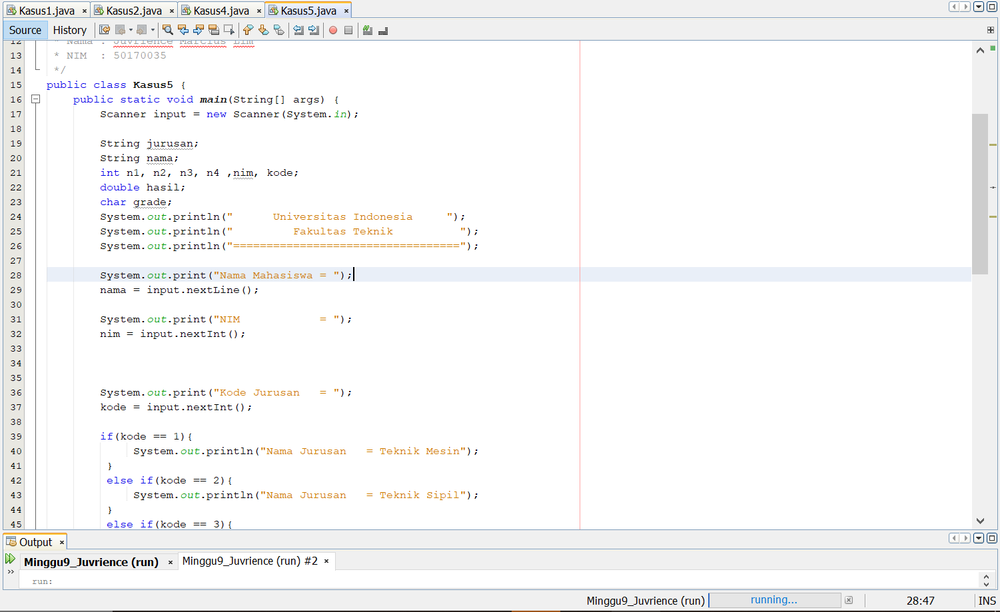 Kasus1.java × Kasus2.java × Kasus4.java × Kasus5.java ×
Source History
12 * Nama : Juvrience Marcius Lim
13 * NIM  : 50170035
14 */
15 public class Kasus5 {
16 public static void main(String[] args) {
17 Scanner input = new Scanner(System.in);
18
19 String jurusan;
20 String nama;
21 int n1, n2, n3, n4 ,nim, kode;
22 double hasil;
23 char grade;
24 System.out.println("      Universitas Indonesia     ");
25 System.out.println("         Fakultas Teknik          ");
26 System.out.println("==================================");
27
28 System.out.print("Nama Mahasiswa = ");
29 nama = input.nextLine();
30
31 System.out.print("NIM            = ");
32 nim = input.nextInt();
33
34
35
36 System.out.print("Kode Jurusan   = ");
37 kode = input.nextInt();
38
39 if(kode == 1){
40 System.out.println("Nama Jurusan   = Teknik Mesin");
41 }
42 else if(kode == 2){
43 System.out.println("Nama Jurusan   = Teknik Sipil");
44 }
45 else if(kode == 3){
Output ×
Minggu9_Juvrience (run) × Minggu9_Juvrience (run) #2 ×
run:
Minggu9_Juvrience (run) running... 28:47 INS